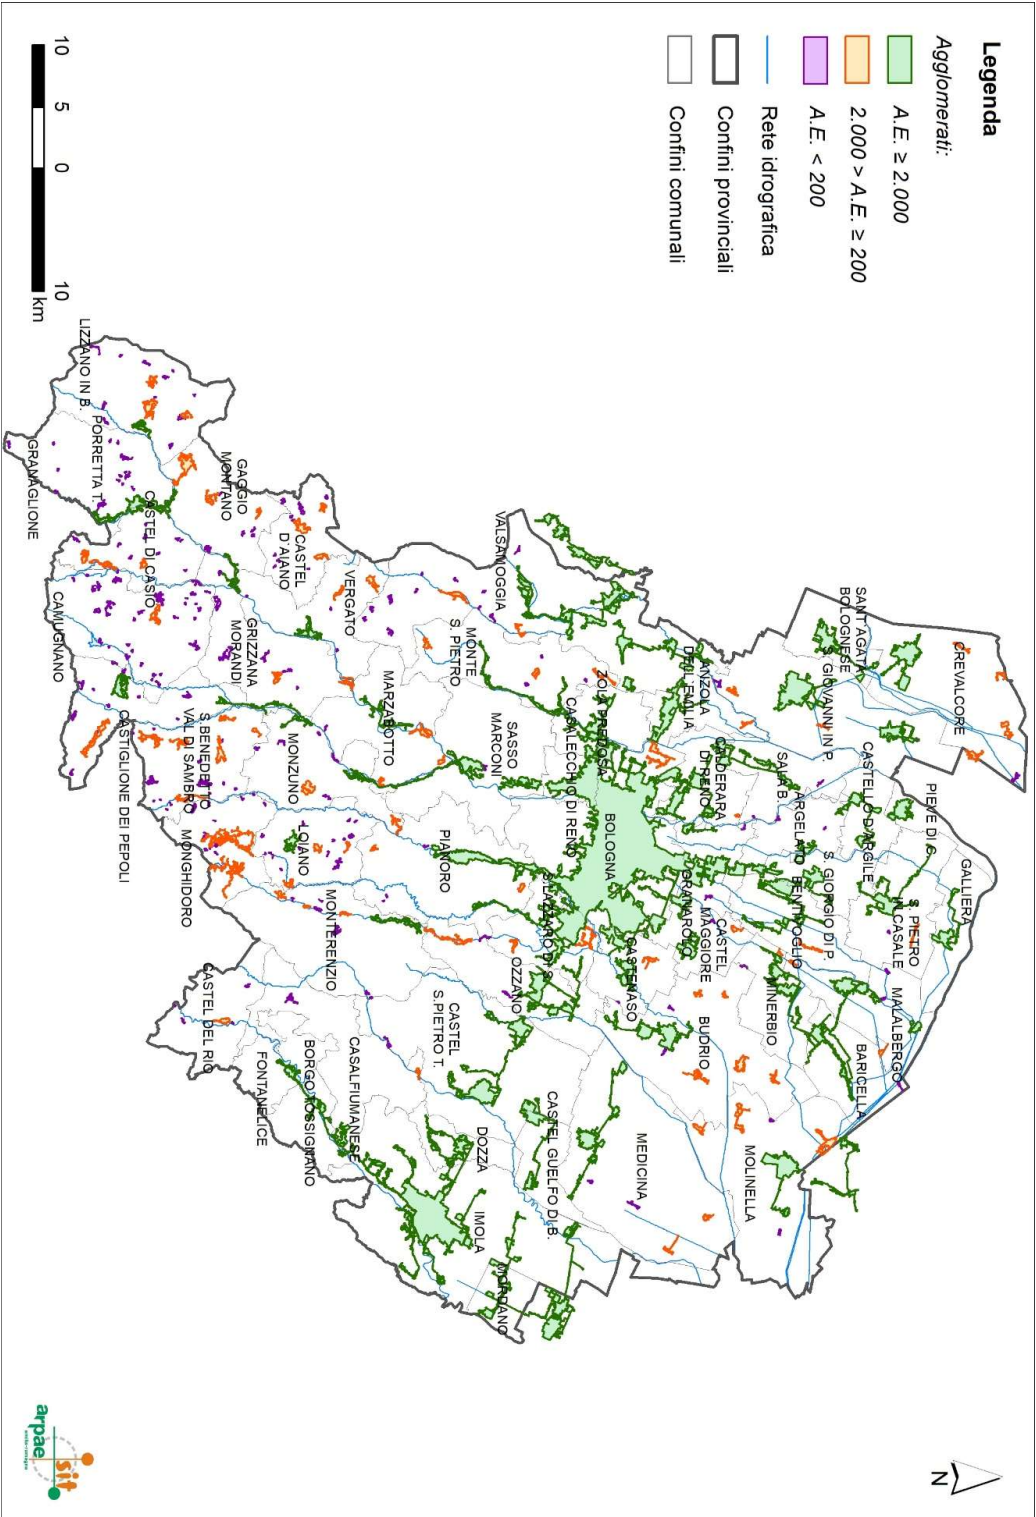 Legenda
Agglomerati:
A.E. ≥ 2.000
2.000 > A.E. ≥ 200
A.E. < 200
Rete idrografica
Confini provinciali
Confini comunali
10 5 0 10
km
N
CREVALCORE
SANT'AGATA
BOLOGNESE
S. GIOVANNI IN P.
PIEVE DI C.
GALLIERA
CASTELLO D'ARGILE
S. PIETRO
IN CASALE
SALA B.
ARGELATO
S. GIORGIO DI P.
MALALBERGO
BENTIVOGLIO
BARICELLA
MINERBIO
ANZOLA
DELL'EMILIA
CALDERARA
DI RENO
CASTEL
MAGGIORE
GRANAROLO
BUDRIO
MOLINELLA
ZOLA PREDOSA
BOLOGNA
CASTENASO
MEDICINA
CASALECCHIO DI RENO
S. LAZZARO DI S.
VALSAMOGGIA
MONTE
S. PIETRO
SASSO
MARCONI
PIANORO
OZZANO
CASTEL
S.PIETRO T.
CASTEL GUELFO DI B.
DOZZA
IMOLA
MORDANO
VERGATO
MARZABOTTO
CASTEL
D'AIANO
GAGGIO
MONTANO
GRIZZANA
MORANDI
MONZUNO
LOIANO
MONTERENZIO
CASALFIUMANESE
BORGO TOSSIGNANO
FONTANELICE
CASTEL DEL RIO
LIZZANO IN B.
PORRETTA T.
CASTEL DI CASIO
S.BENEDETTO
VAL DI SAMBRO
MONGHIDORO
GRANAGLIONE
CAMUGNANO
CASTIGLIONE DEI PEPOLI
sit
arpae